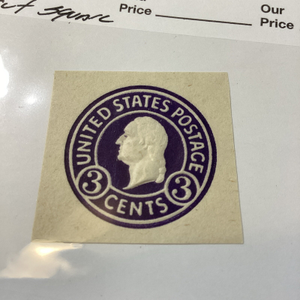 Our
Price Price
UNITED STATES POSTAGE
3 3
CENTS